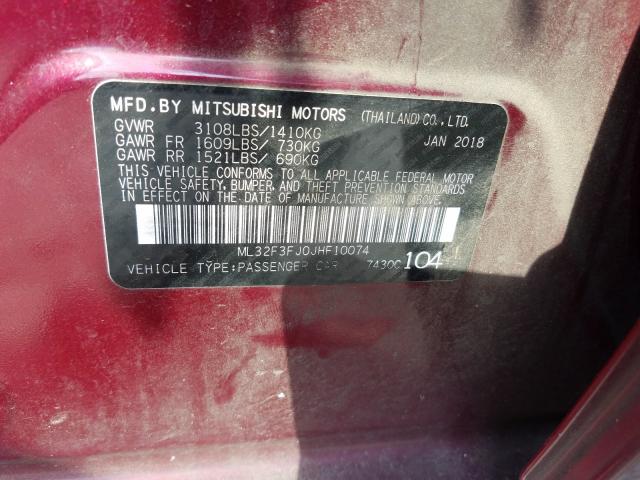 MFD.BY MITSUBISHI MOTORS (THAILAND)CO.,LTD.
GVWR 3108LBS/1410KG JAN 2018
GAWR FR 1609LBS/ 730KG
GAWR RR 1521LBS/ 690KG
THIS VEHICLE CONFORMS TO ALL APPLICABLE FEDERAL MOTOR
VEHICLE SAFETY, BUMPER, AND THEFT PREVENTION STANDARDS
IN EFFECT ON THE DATE OF MANUFACTURE SHOWN ABOVE.
ML32F3FJ0JHF10074
VEHICLE TYPE:PASSENGER CAR 7430C 104